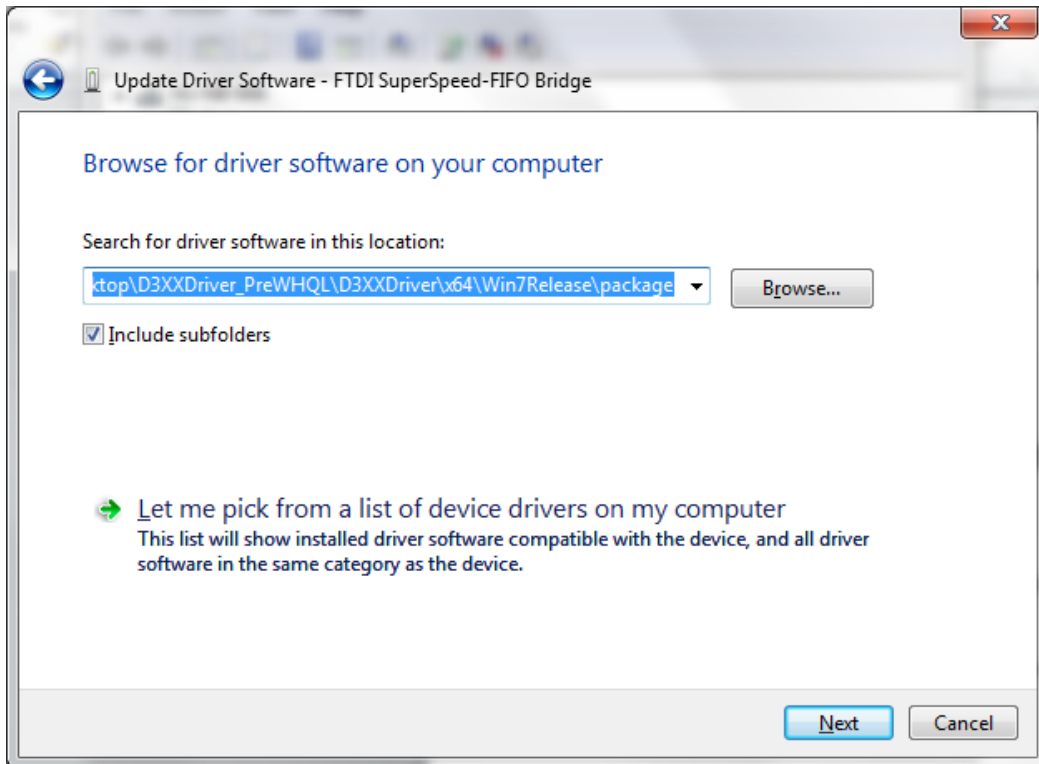 Update Driver Software - FTDI SuperSpeed-FIFO Bridge
Browse for driver software on your computer
Search for driver software in this location:
ktop\D3XXDriver_PreWHQL\D3XXDriver\x64\Win7Release\package
Browse...
Include subfolders
Let me pick from a list of device drivers on my computer
This list will show installed driver software compatible with the device, and all driver
software in the same category as the device.
Next
Cancel